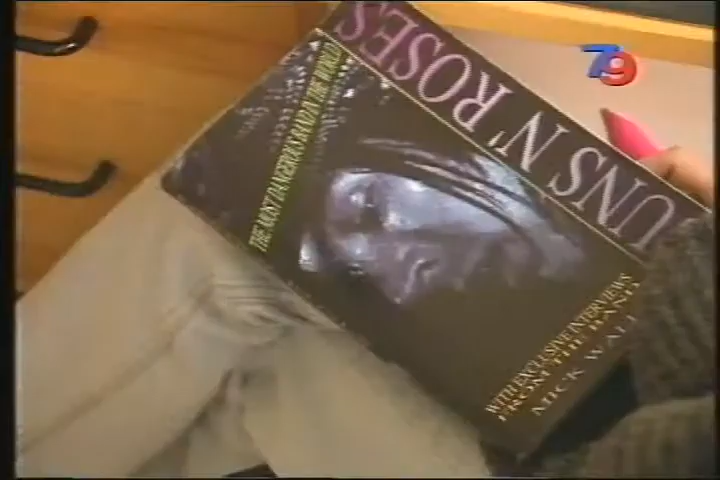 UNS N' ROSES
THE MOST DANGEROUS BAND IN THE WORLD
WITH EXCLUSIVE INTERVIEWS
FROM THE BAND
MICK WALL
79